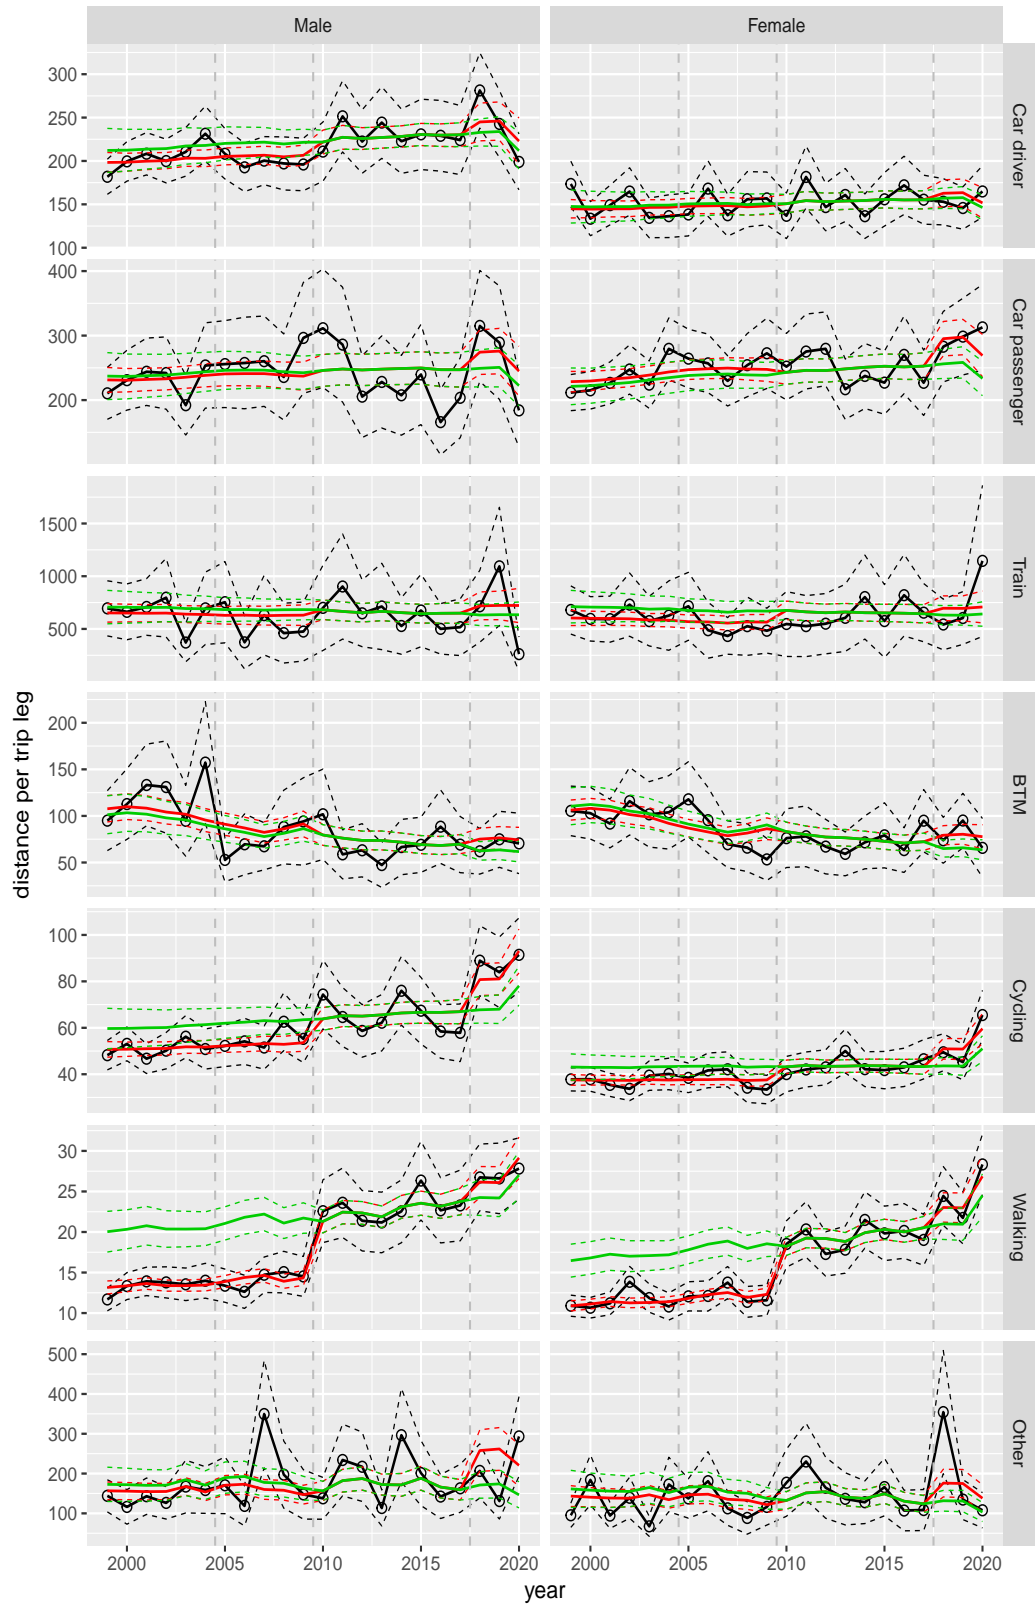 Male Female
300
250
200
150
100
Car driver
400
300
200
Car passenger
1500
1000
500
Train
200
150
100
50
BTM
distance per trip leg
100
80
60
40
Cycling
30
25
20
15
10
Walking
500
400
300
200
100
Other
2000 2005 2010 2015 2020 2000 2005 2010 2015 2020
year